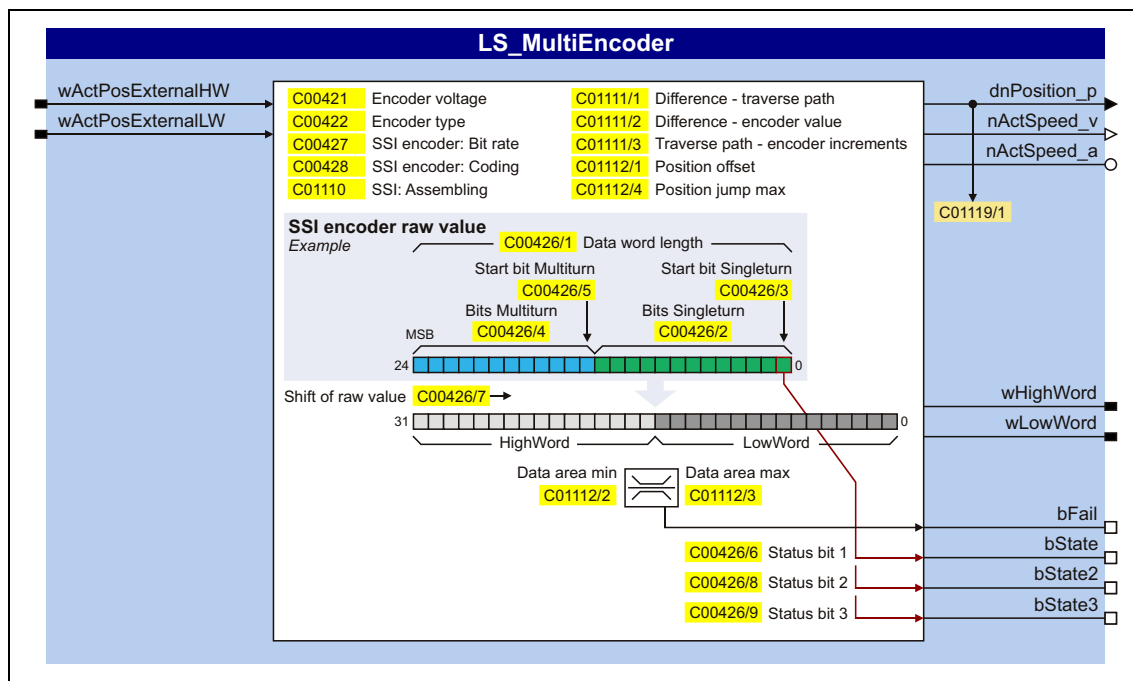 LS_MultiEncoder
wActPosExternalHW
wActPosExternalLW
C00421 Encoder voltage
C00422 Encoder type
C00427 SSI encoder: Bit rate
C00428 SSI encoder: Coding
C01110 SSI: Assembling
C01111/1 Difference - traverse path
C01111/2 Difference - encoder value
C01111/3 Traverse path - encoder increments
C01112/1 Position offset
C01112/4 Position jump max
dnPosition_p
nActSpeed_v
nActSpeed_a
C01119/1
SSI encoder raw value
Example
C00426/1 Data word length
Start bit Multiturn
C00426/5
Start bit Singleturn
C00426/3
Bits Multiturn
C00426/4
Bits Singleturn
C00426/2
MSB
24
0
Shift of raw value C00426/7
31
0
HighWord
LowWord
wHighWord
wLowWord
Data area min
C01112/2
Data area max
C01112/3
bFail
C00426/6 Status bit 1
bState
C00426/8 Status bit 2
bState2
C00426/9 Status bit 3
bState3